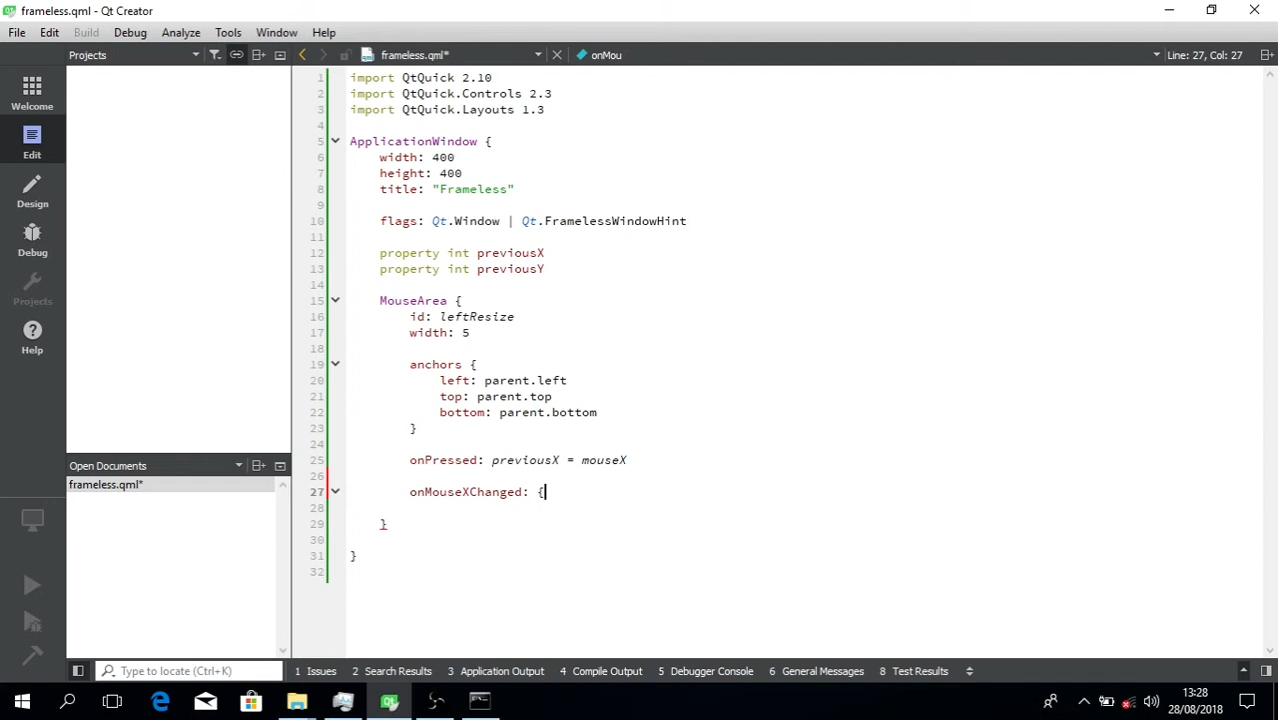 frameless.qml* - Qt Creator
File Edit Build Debug Analyze Tools Window Help
Projects frameless.qml* onMou Line: 27, Col: 27
Welcome
Edit
Design
Debug
Projects
Help
1 import QtQuick 2.10
2 import QtQuick.Controls 2.3
3 import QtQuick.Layouts 1.3
4
5 ApplicationWindow {
6 width: 400
7 height: 400
8 title: "Frameless"
9
10 flags: Qt.Window | Qt.FramelessWindowHint
11
12 property int previousX
13 property int previousY
14
15 MouseArea {
16 id: leftResize
17 width: 5
18
19 anchors {
20 left: parent.left
21 top: parent.top
22 bottom: parent.bottom
23 }
24
25 onPressed: previousX = mouseX
26
27 onMouseXChanged: {
28
29 }
30
31 }
32
Open Documents
frameless.qml*
Type to locate (Ctrl+K) 1 Issues 2 Search Results 3 Application Output 4 Compile Output 5 Debugger Console 6 General Messages 8 Test Results
13:28
28/08/2018